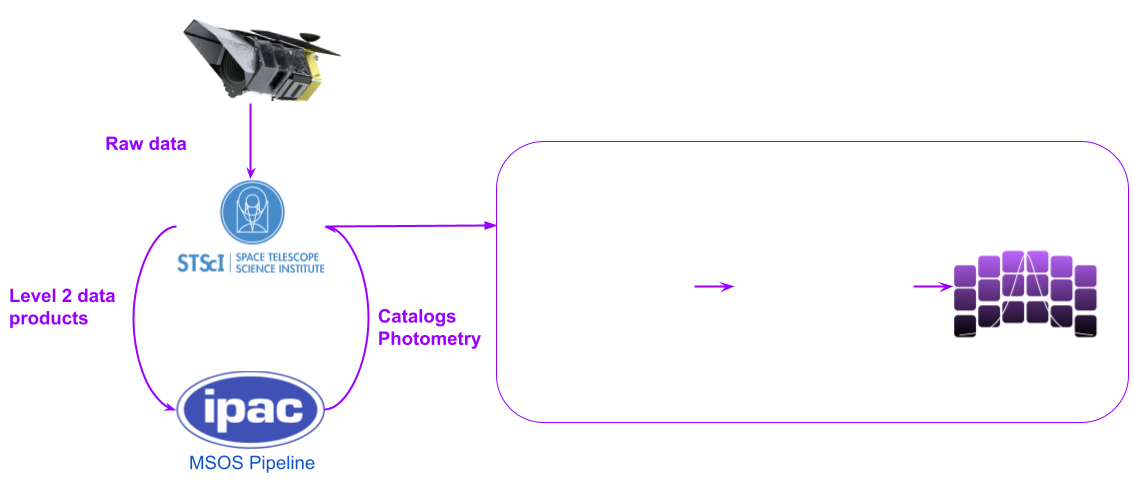 Raw data
STScI
SPACE TELESCOPE
SCIENCE INSTITUTE
Level 2 data
products
Catalogs
Photometry
ipac
MSOS Pipeline